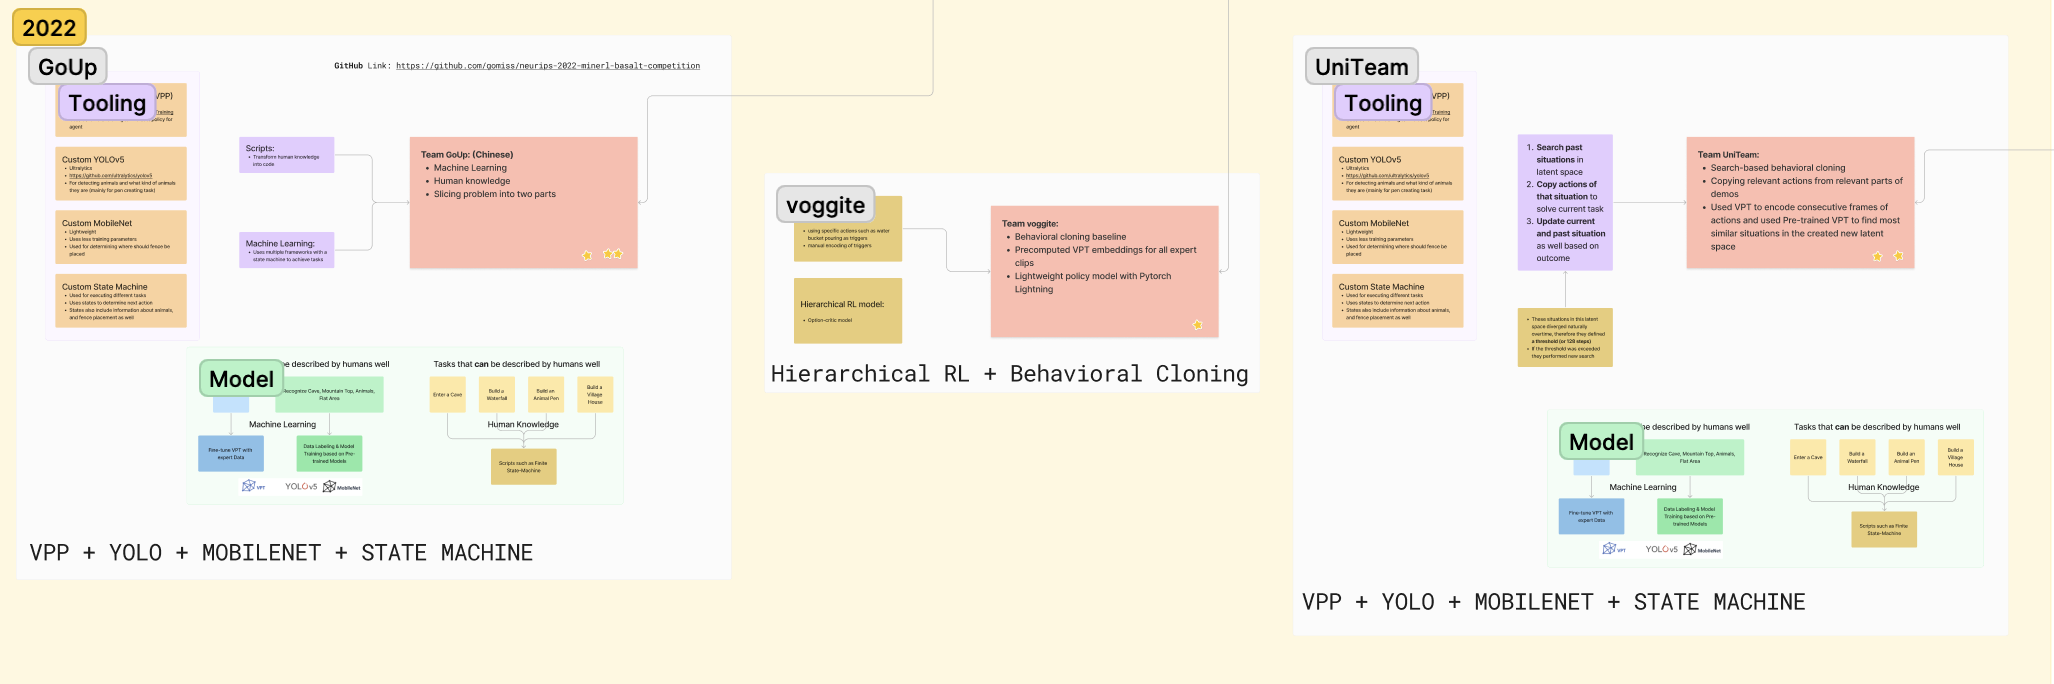 2022
GoUp
GitHub Link: https://github.com/gomiss/neurips-2022-minerl-basalt-competition
Tooling
VPP)
Training
policy for
agent
Custom YOLOv5
• Ultralytics
• https://github.com/ultralytics/yolov5
• For detecting animals and what kind of animals
they are (mainly for pen creating task)
Custom MobileNet
• Lightweight
• Uses less training parameters
• Used for determining where should fence be
placed
Custom State Machine
• Used for executing different tasks
• Uses states to determine next action
• States also include information about animals,
and fence placement as well
Scripts:
• Transform human knowledge
into code
Machine Learning:
• Uses multiple frameworks with a
state machine to achieve tasks
Team GoUp: (Chinese)
• Machine Learning
• Human knowledge
• Slicing problem into two parts
Model
be described by humans well
Recognize Cave, Mountain Top, Animals,
Flat Area
Machine Learning
Fine-tune VPT with
expert Data
Data Labeling & Model
Training based on Pre-
trained Models
VPT
YOLOv5
MobileNet
Tasks that can be described by humans well
Enter a Cave
Build a
Waterfall
Build an
Animal Pen
Build a
Village
House
Human Knowledge
Scripts such as Finite
State-Machine
VPP + YOLO + MOBILENET + STATE MACHINE
voggite
• using specific actions such as water
bucket pouring as triggers
• manual encoding of triggers
Hierarchical RL model:
• Option-critic model
Team voggite:
• Behavioral cloning baseline
• Precomputed VPT embeddings for all expert
clips
• Lightweight policy model with Pytorch
Lightning
Hierarchical RL + Behavioral Cloning
UniTeam
Tooling
VPP)
Training
policy for
agent
Custom YOLOv5
• Ultralytics
• https://github.com/ultralytics/yolov5
• For detecting animals and what kind of animals
they are (mainly for pen creating task)
Custom MobileNet
• Lightweight
• Uses less training parameters
• Used for determining where should fence be
placed
Custom State Machine
• Used for executing different tasks
• Uses states to determine next action
• States also include information about animals,
and fence placement as well
1. Search past
situations in
latent space
2. Copy actions of
that situation to
solve current task
3. Update current
and past situation
as well based on
outcome
• These situations in this latent
space diverged naturally
overtime, therefore they defined
a threshold (or 128 steps)
• If the threshold was exceeded
they performed new search
Team UniTeam:
• Search-based behavioral cloning
• Copying relevant actions from relevant parts of
demos
• Used VPT to encode consecutive frames of
actions and used Pre-trained VPT to find most
similar situations in the created new latent
space
Model
be described by humans well
Recognize Cave, Mountain Top, Animals,
Flat Area
Machine Learning
Fine-tune VPT with
expert Data
Data Labeling & Model
Training based on Pre-
trained Models
VPT
YOLOv5
MobileNet
Tasks that can be described by humans well
Enter a Cave
Build a
Waterfall
Build an
Animal Pen
Build a
Village
House
Human Knowledge
Scripts such as Finite
State-Machine
VPP + YOLO + MOBILENET + STATE MACHINE